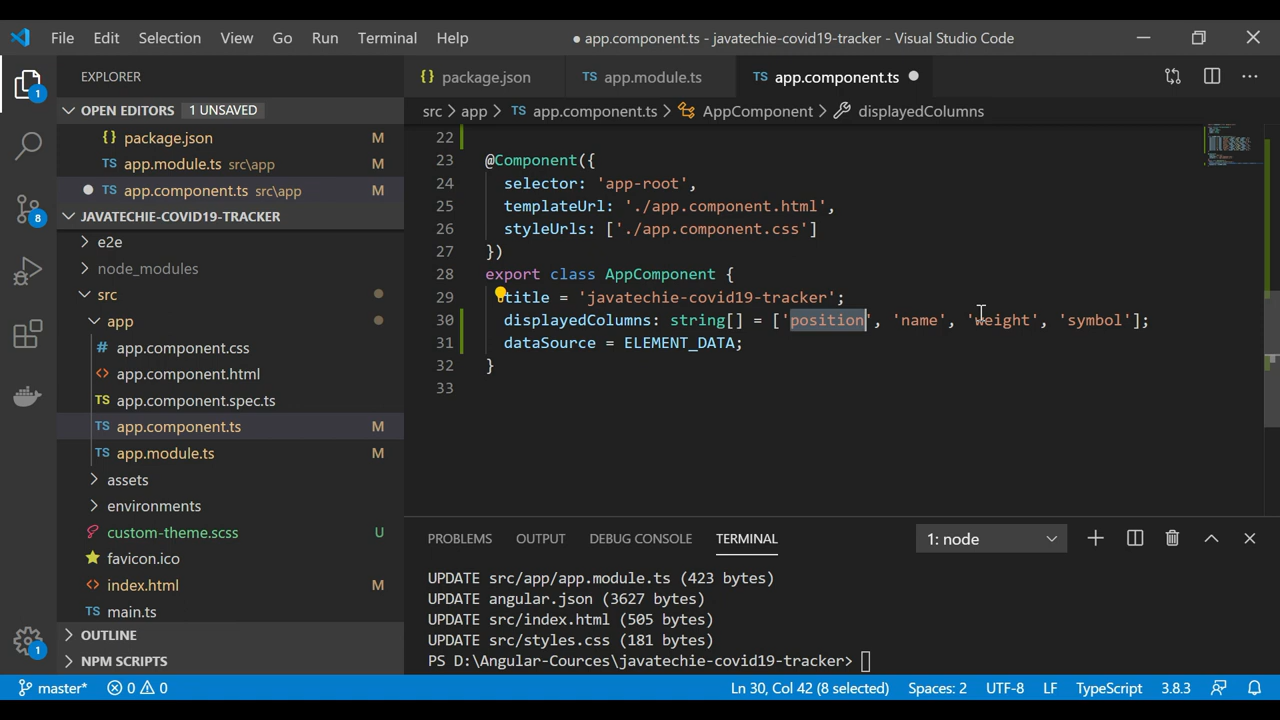 File Edit Selection View Go Run Terminal Help ● app.component.ts - javatechie-covid19-tracker - Visual Studio Code
EXPLORER
OPEN EDITORS 1 UNSAVED
{} package.json M
TS app.module.ts src\app M
● TS app.component.ts src\app M
JAVATECHIE-COVID19-TRACKER
e2e
node_modules
src
app
app.component.css
<> app.component.html
TS app.component.spec.ts
TS app.component.ts M
TS app.module.ts M
assets
environments
custom-theme.scss U
favicon.ico
<> index.html M
TS main.ts
OUTLINE
NPM SCRIPTS
1
8
1
{} package.json TS app.module.ts TS app.component.ts ●
src > app > TS app.component.ts > AppComponent > displayedColumns
22
23 @Component({
24 selector: 'app-root',
25 templateUrl: './app.component.html',
26 styleUrls: ['./app.component.css']
27 })
28 export class AppComponent {
29 title = 'javatechie-covid19-tracker';
30 displayedColumns: string[] = ['position', 'name', 'weight', 'symbol'];
31 dataSource = ELEMENT_DATA;
32 }
33
PROBLEMS OUTPUT DEBUG CONSOLE TERMINAL 1: node
UPDATE src/app/app.module.ts (423 bytes)
UPDATE angular.json (3627 bytes)
UPDATE src/index.html (505 bytes)
UPDATE src/styles.css (181 bytes)
PS D:\Angular-Cources\javatechie-covid19-tracker>
master* 0 0 Ln 30, Col 42 (8 selected) Spaces: 2 UTF-8 LF TypeScript 3.8.3